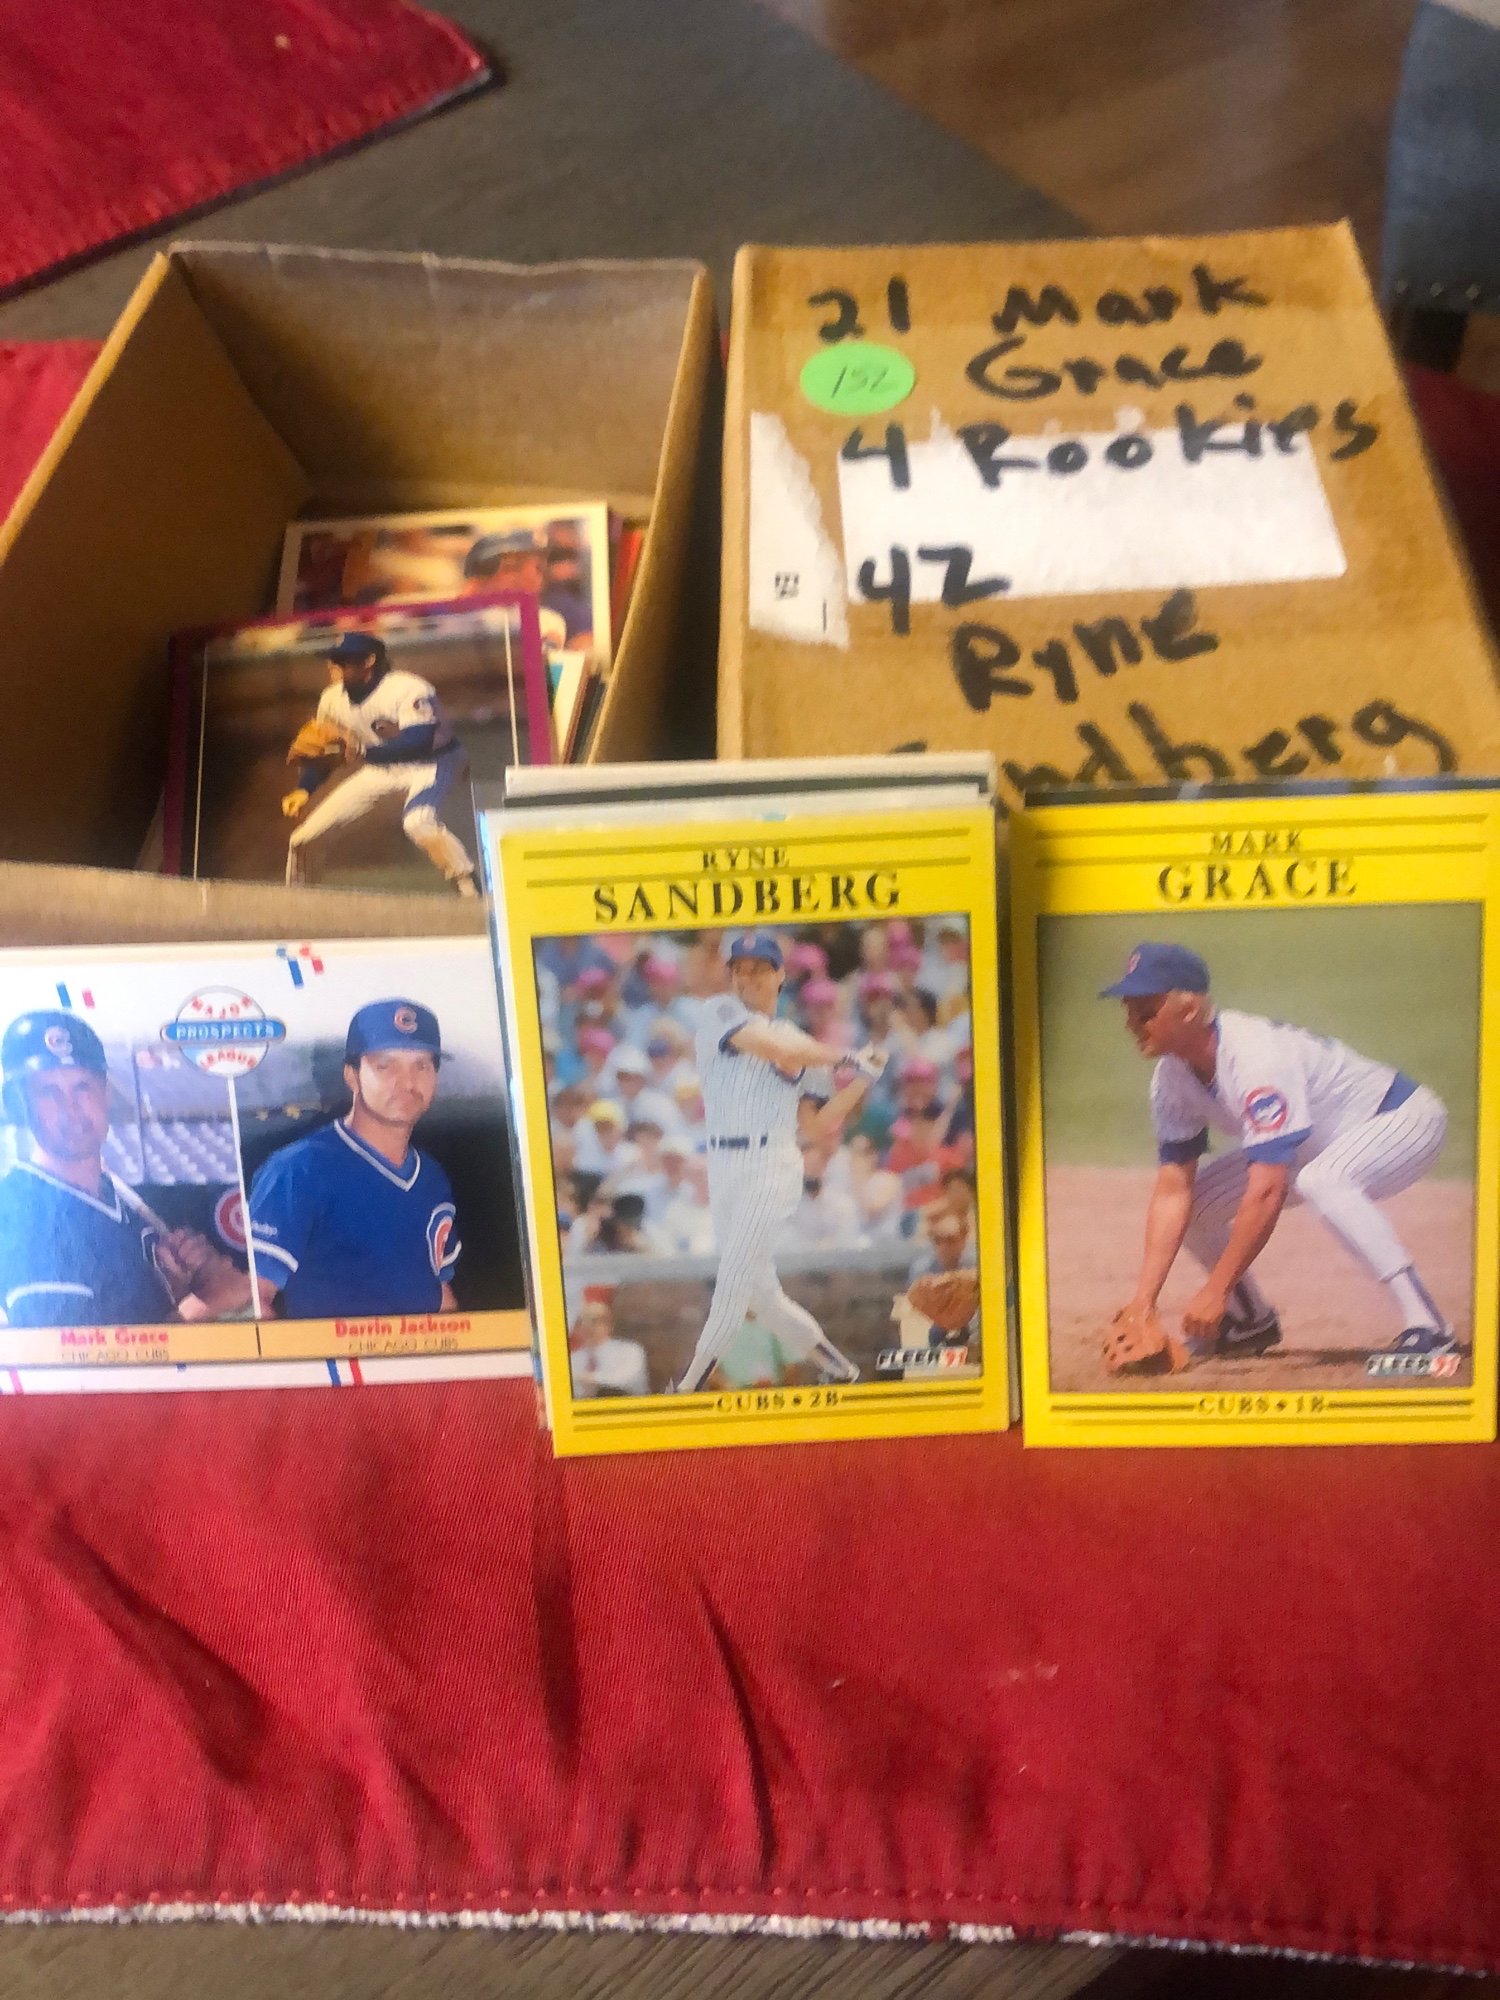 21 Mark
Grace
152
4 Rookies
42
Ryne
Sandberg
RYNE
SANDBERG
FLEER 91
CUBS • 2B
MARK
GRACE
FLEER 91
CUBS • 1B
MAJOR
PROSPECTS
LEAGUE
Mark Grace
CHICAGO CUBS
Darrin Jackson
CHICAGO CUBS